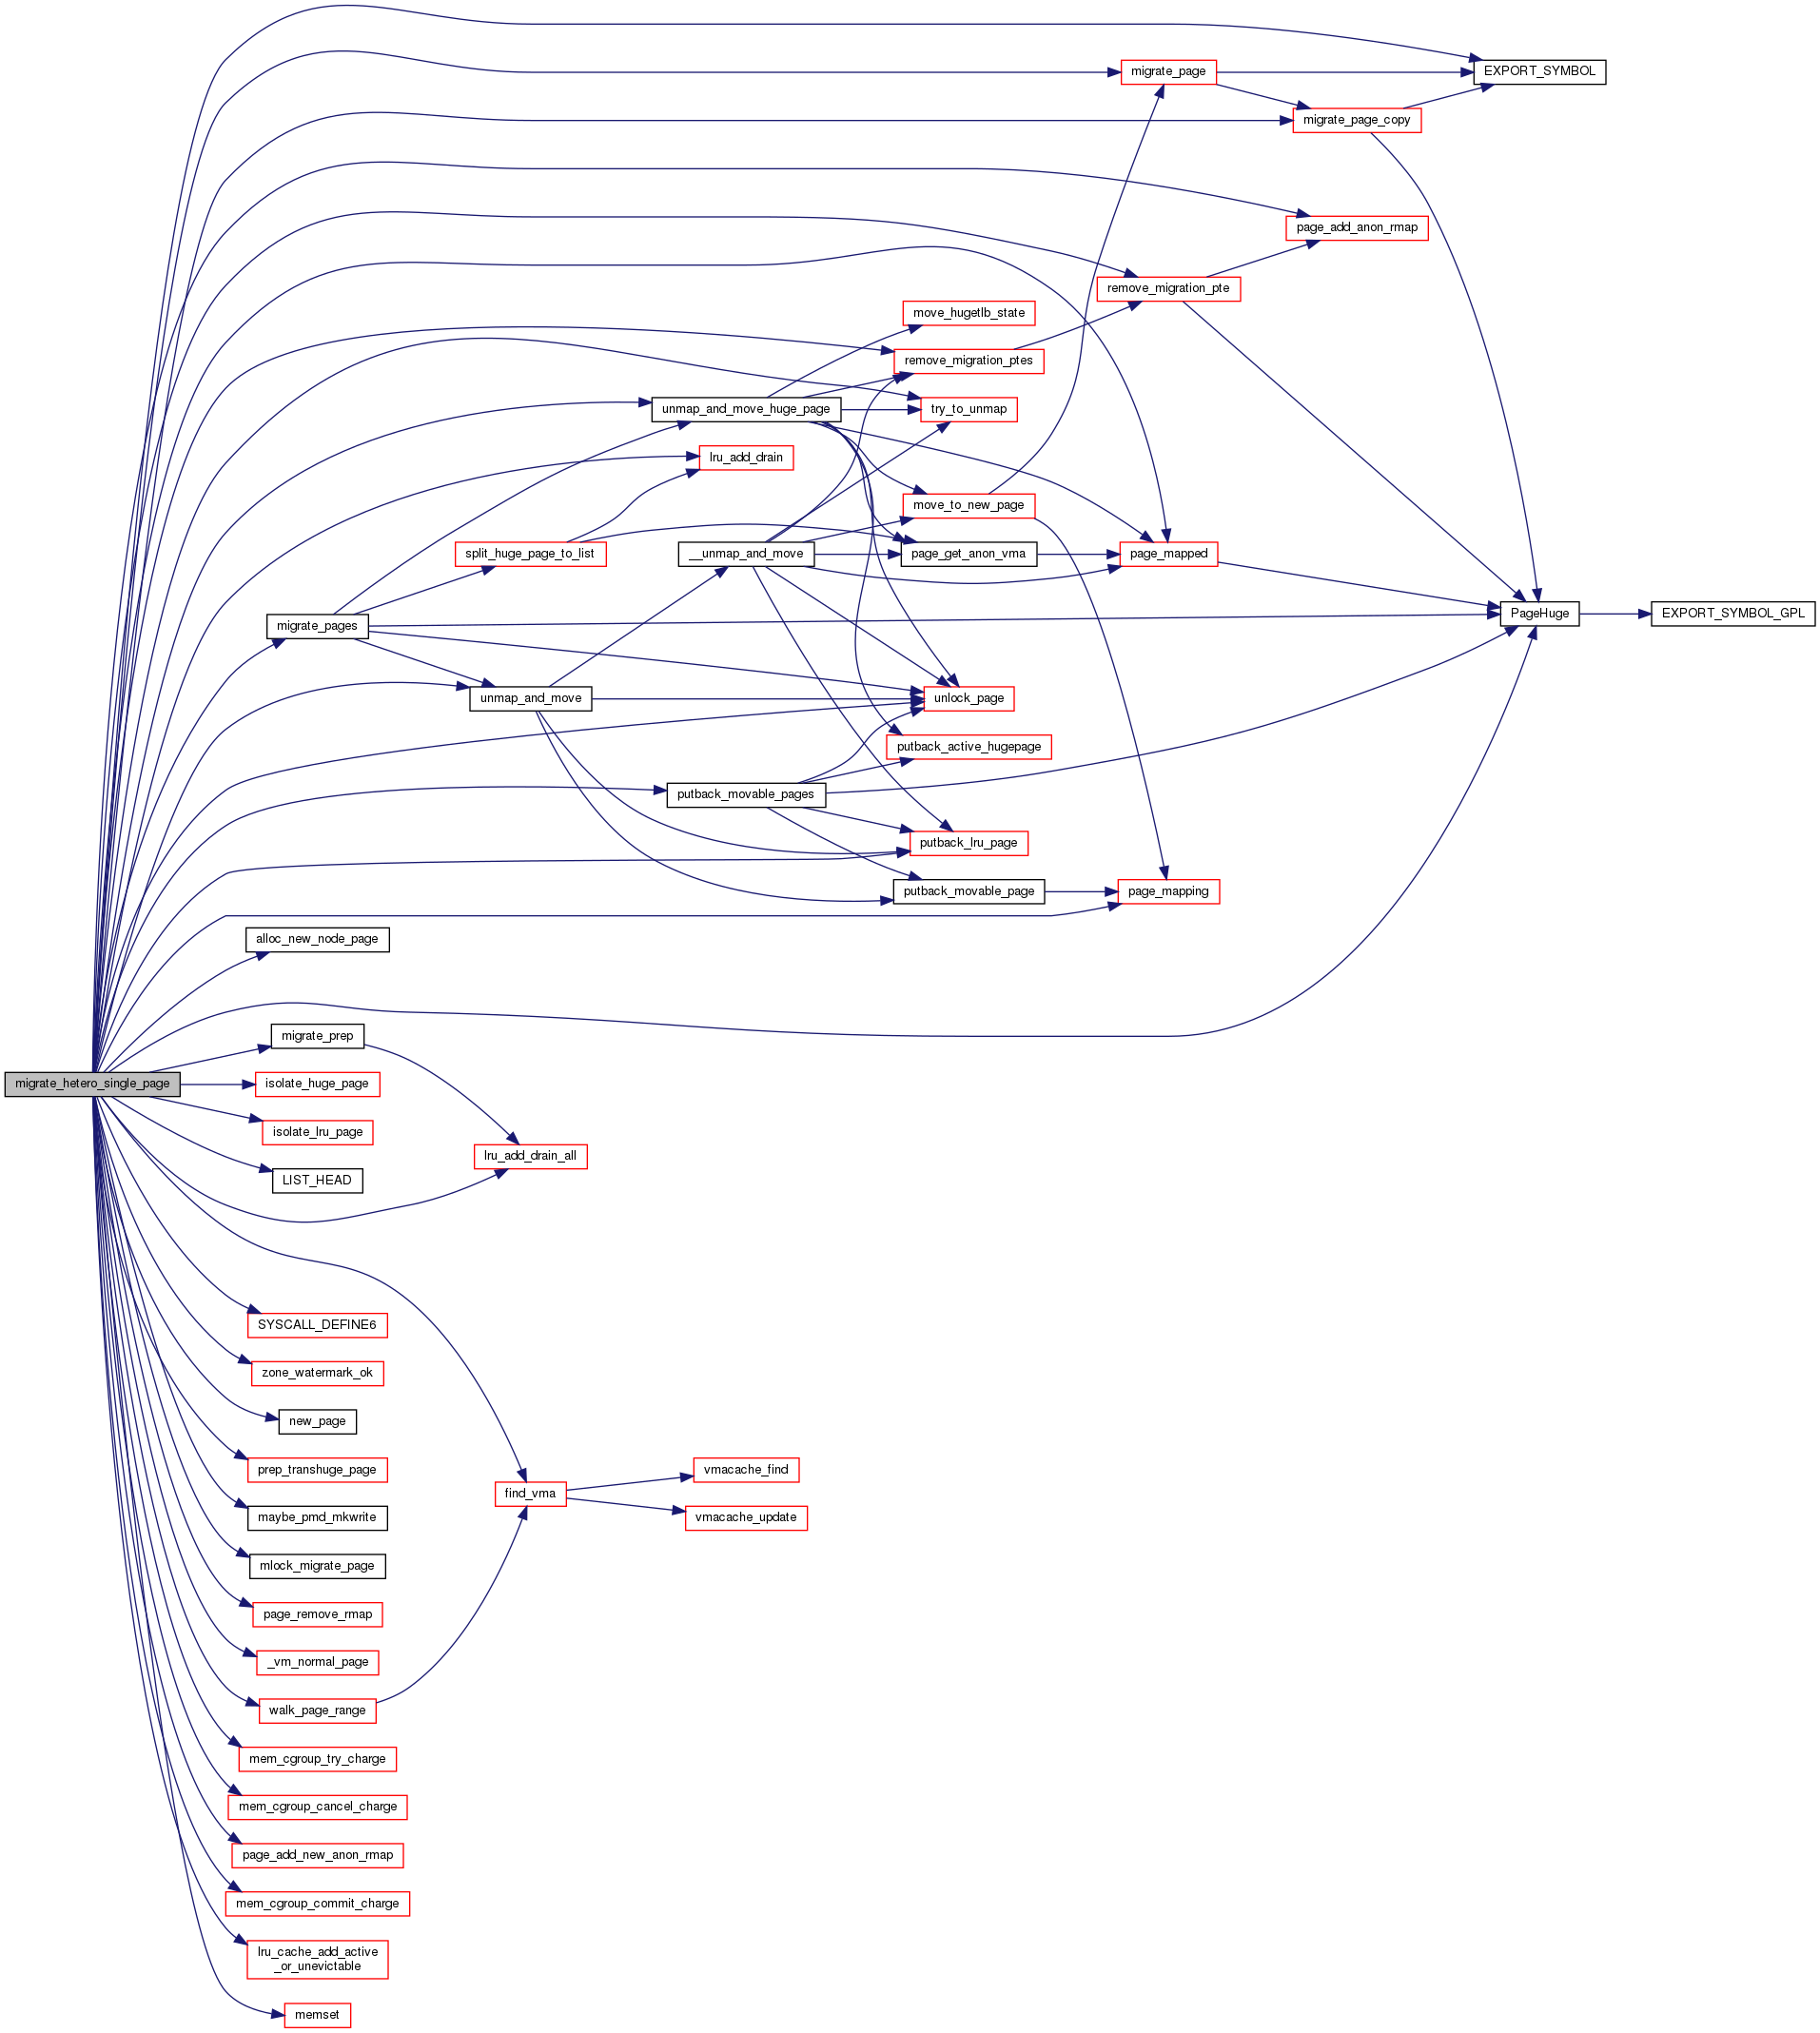 EXPORT_SYMBOL
migrate_page
migrate_page_copy
page_add_anon_rmap
remove_migration_pte
move_hugetlb_state
remove_migration_ptes
unmap_and_move_huge_page
try_to_unmap
lru_add_drain
move_to_new_page
split_huge_page_to_list
__unmap_and_move
page_get_anon_vma
page_mapped
migrate_pages
PageHuge
EXPORT_SYMBOL_GPL
unmap_and_move
unlock_page
putback_active_hugepage
putback_movable_pages
putback_lru_page
putback_movable_page
page_mapping
alloc_new_node_page
migrate_prep
migrate_hetero_single_page
isolate_huge_page
isolate_lru_page
lru_add_drain_all
LIST_HEAD
SYSCALL_DEFINE6
zone_watermark_ok
new_page
prep_transhuge_page
vmacache_find
find_vma
maybe_pmd_mkwrite
vmacache_update
mlock_migrate_page
page_remove_rmap
_vm_normal_page
walk_page_range
mem_cgroup_try_charge
mem_cgroup_cancel_charge
page_add_new_anon_rmap
mem_cgroup_commit_charge
lru_cache_add_active
_or_unevictable
memset